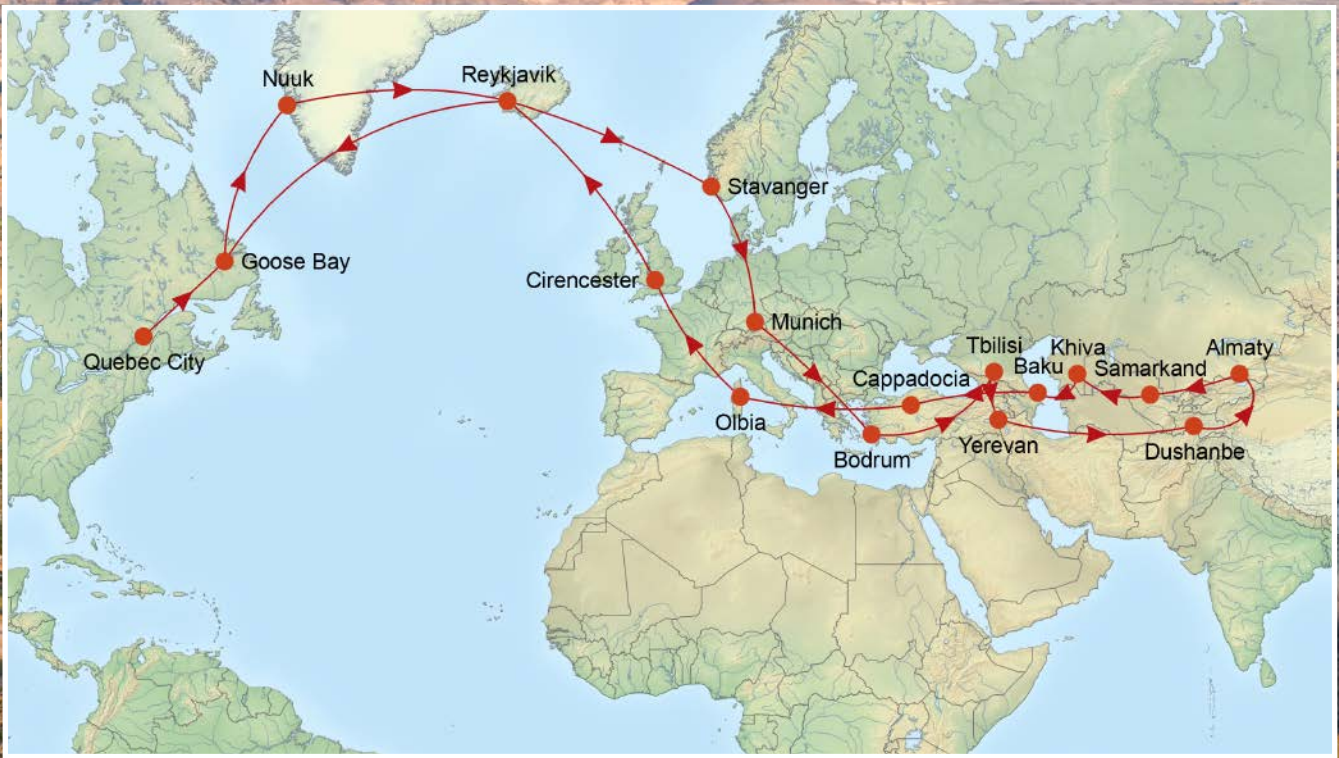 Nuuk
Reykjavik
Stavanger
Goose Bay
Cirencester
Munich
Quebec City
Tbilisi
Khiva
Almaty
Baku
Samarkand
Cappadocia
Olbia
Yerevan
Bodrum
Dushanbe